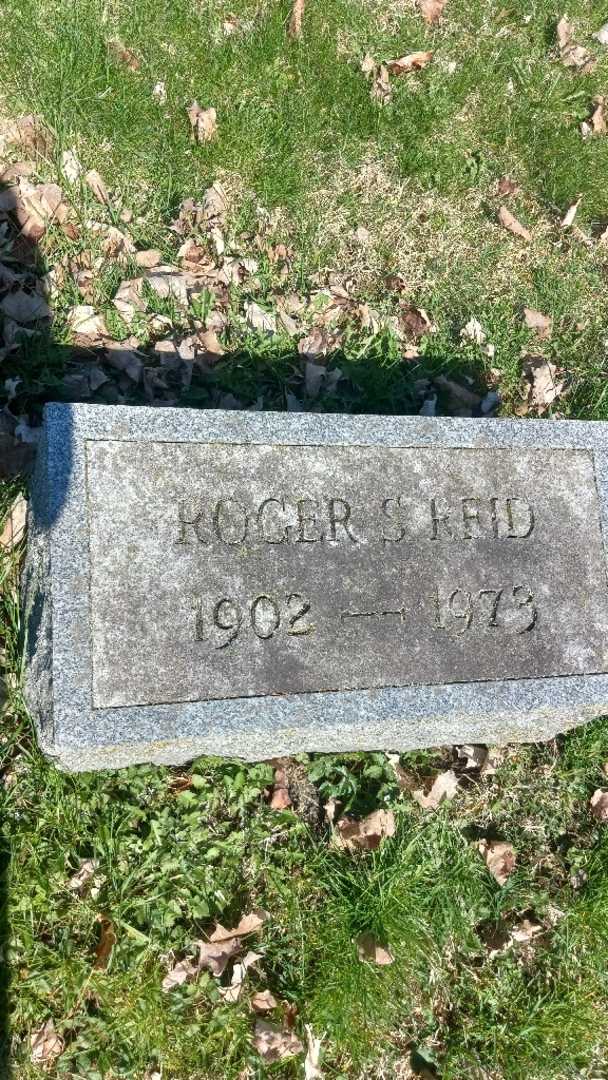 ROGER S REID
1902 — 1973